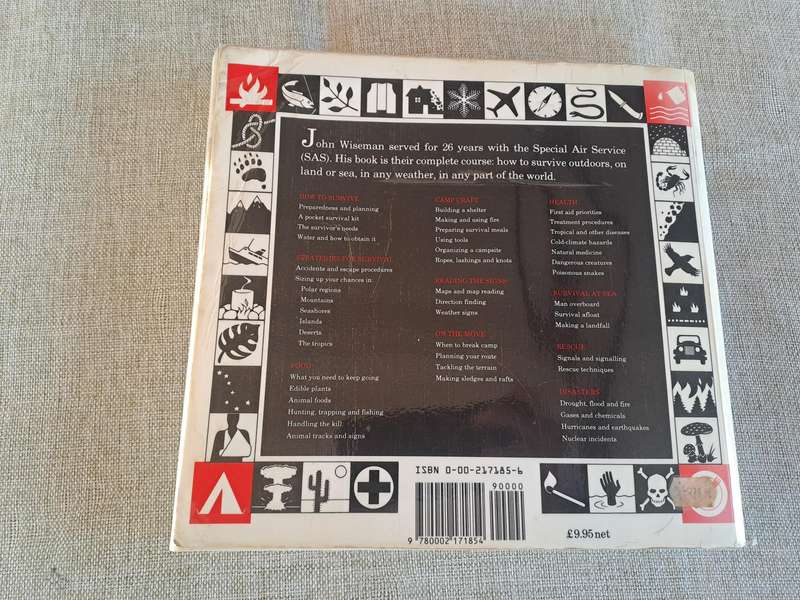 John Wiseman served for 26 years with the Special Air Service
(SAS). His book is their complete course: how to survive outdoors, on
land or sea, in any weather, in any part of the world.
Preparedness and planning
A pocket survival kit
The survivor's needs
Water and how to obtain it
STRATEGIES FOR SURVIVAL
Accidents and escape procedures
Sizing up your chances in
Polar regions
Mountains
Seashores
Islands
Deserts
The tropics
FOOD
What you need to keep going
Edible plants
Animal foods
Hunting, trapping and fishing
Handling the kill
Animal tracks and signs
CAMP CRAFT
Building a shelter
Making and using fire
Preparing survival meals
Using tools
Organizing a campsite
Ropes, lashings and knots
READING THE SIGNS
Maps and map reading
Direction finding
Weather signs
ON THE MOVE
When to break camp
Planning your route
Tackling the terrain
Making sledges and rafts
HEALTH
First aid priorities
Treatment procedures
Tropical and other diseases
Cold-climate hazards
Natural medicine
Dangerous creatures
Poisonous snakes
SURVIVAL AT SEA
Man overboard
Survival afloat
Making a landfall
RESCUE
Signals and signalling
Rescue techniques
DISASTERS
Drought, flood and fire
Gases and chemicals
Hurricanes and earthquakes
Nuclear incidents
ISBN 0-00-217185-6
90000
9 780002 171854
£9.95 net